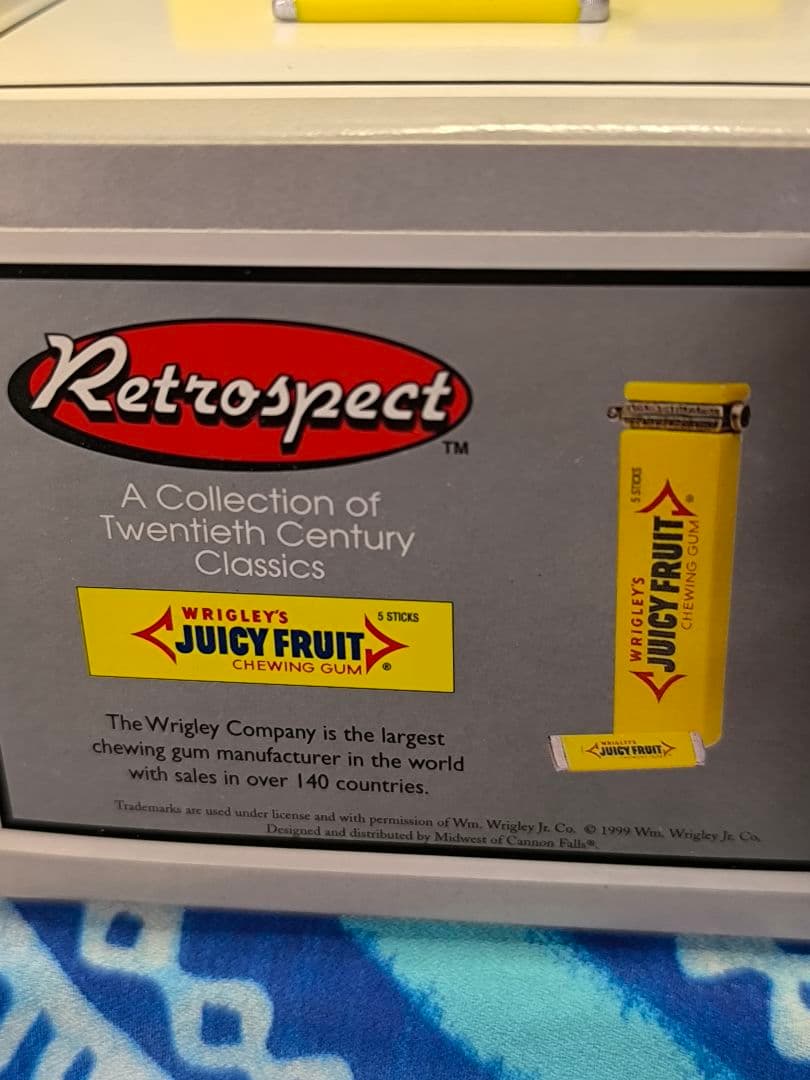 Retrospect
TM
A Collection of
Twentieth Century
Classics
WRIGLEY'S
5 STICKS
JUICY FRUIT
CHEWING GUM ®
The Wrigley Company is the largest
chewing gum manufacturer in the world
with sales in over 140 countries.
Trademarks are used under license and with permission of Wm. Wrigley Jr. Co. © 1999 Wm. Wrigley Jr. Co.
Designed and distributed by Midwest of Cannon Falls®.
5 STICKS
WRIGLEY'S
JUICY FRUIT
®
CHEWING GUM
WRIGLEY'S
JUICY FRUIT